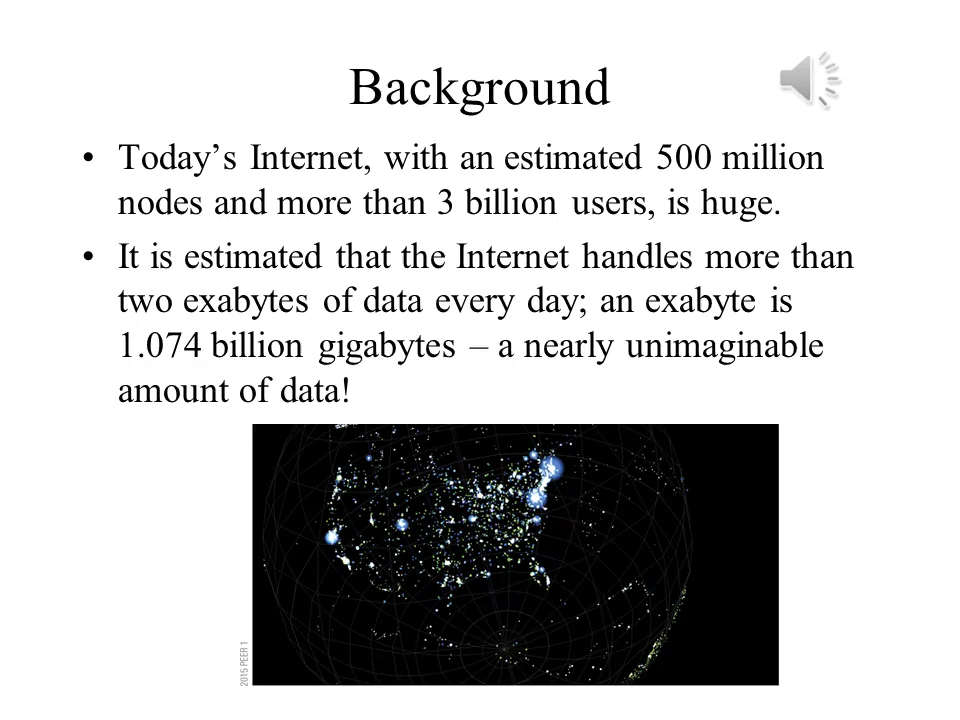 Background
• Today’s Internet, with an estimated 500 million
nodes and more than 3 billion users, is huge.
• It is estimated that the Internet handles more than
two exabytes of data every day; an exabyte is
1.074 billion gigabytes – a nearly unimaginable
amount of data!
2015 PEER 1